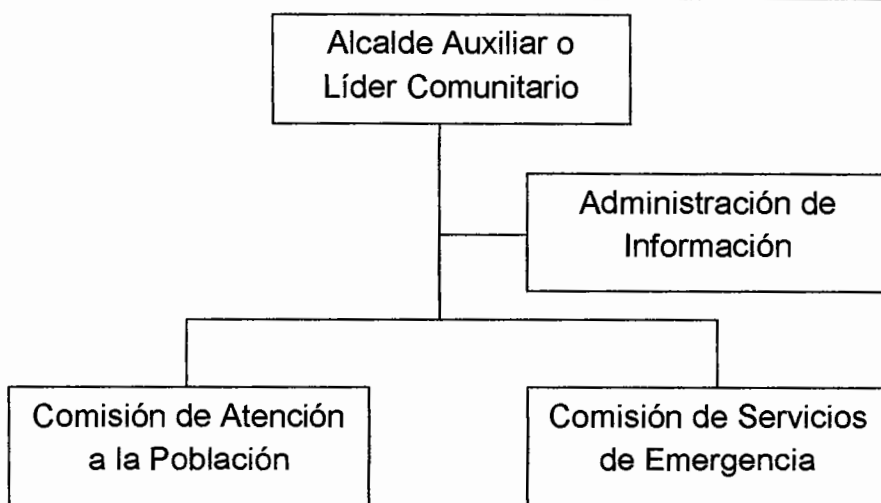 Alcalde Auxiliar o
Líder Comunitario
Administración de
Información
Comisión de Atención
a la Población
Comisión de Servicios
de Emergencia